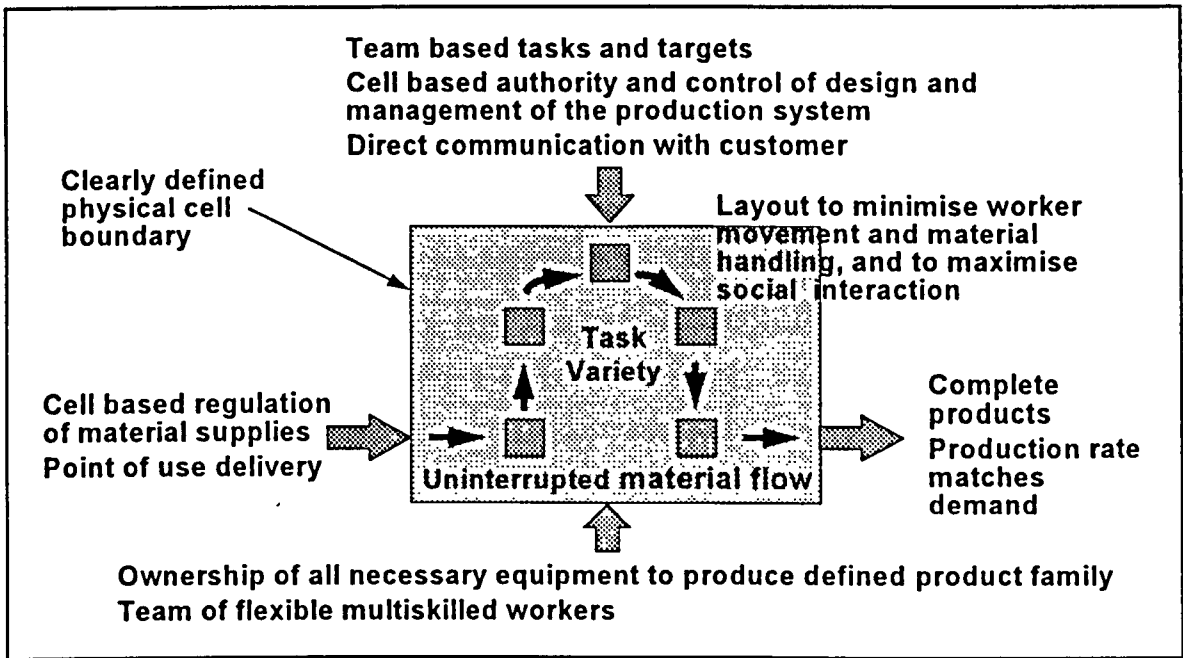 Team based tasks and targets
Cell based authority and control of design and
management of the production system
Direct communication with customer
Clearly defined
physical cell
boundary
Layout to minimise worker
movement and material
handling, and to maximise
social interaction
Task
Variety
Cell based regulation
of material supplies
Point of use delivery
Uninterrupted material flow
Complete
products
Production rate
matches
demand
Ownership of all necessary equipment to produce defined product family
Team of flexible multiskilled workers